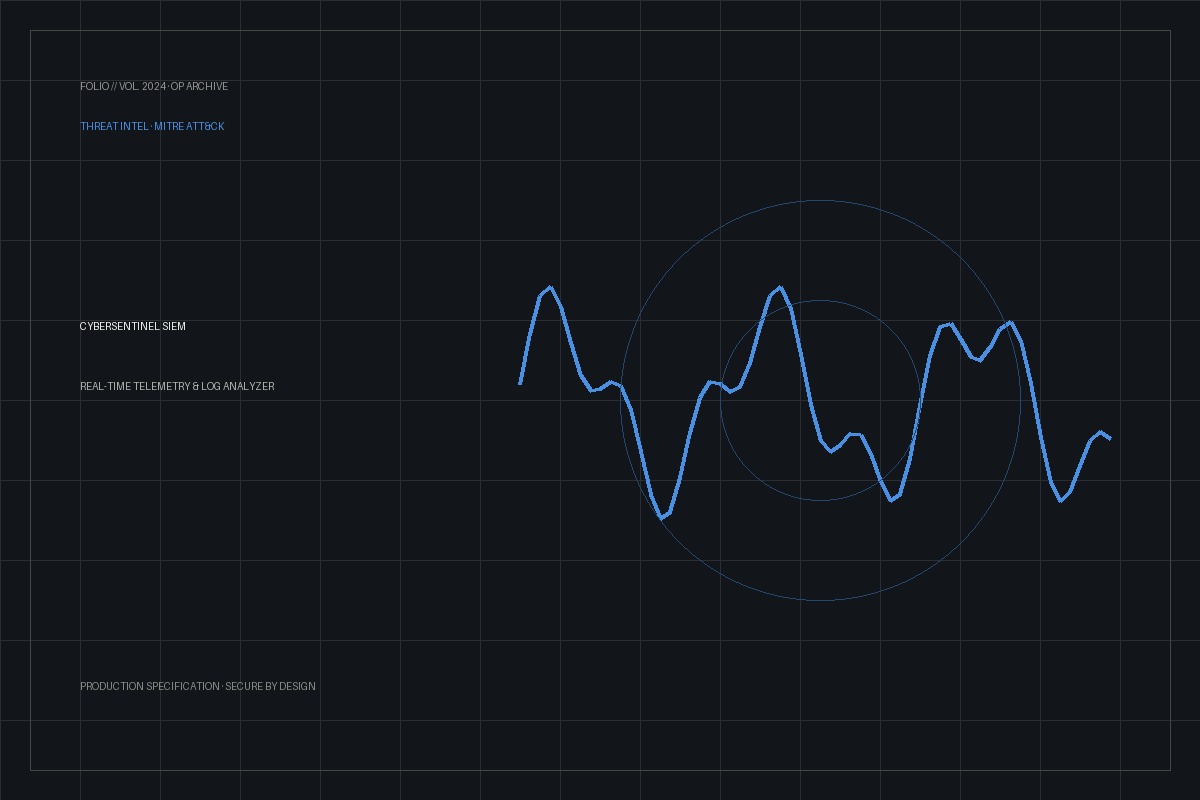 FOLIO // VOL. 2024 · OP ARCHIVE
THREAT INTEL · MITRE ATT&CK
CYBERSENTINEL SIEM
REAL-TIME TELEMETRY & LOG ANALYZER
PRODUCTION SPECIFICATION · SECURE BY DESIGN